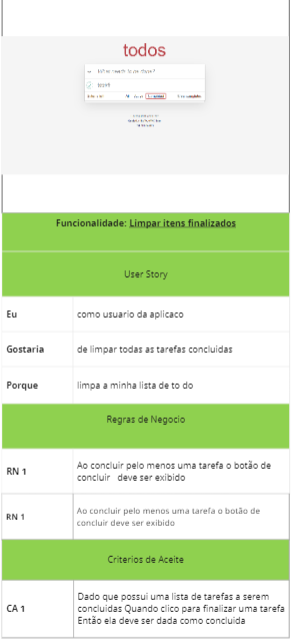 todos
Funcionalidade: Limpar itens finalizados
User Story
Eu
como usuario da aplicaco
Gostaria
de limpar todas as tarefas concluidas
Porque
limpa a minha lista de to do
Regras de Negocio
RN 1
Ao concluir pelo menos uma tarefa o botão de
concluir deve ser exibido
RN 1
Ao concluir pelo menos uma tarefa o botão de
concluir deve ser exibido
Criterios de Aceite
CA 1
Dado que possui uma lista de tarefas a serem
concluidas Quando clico para finalizar uma tarefa
Então ela deve ser dada como concluida